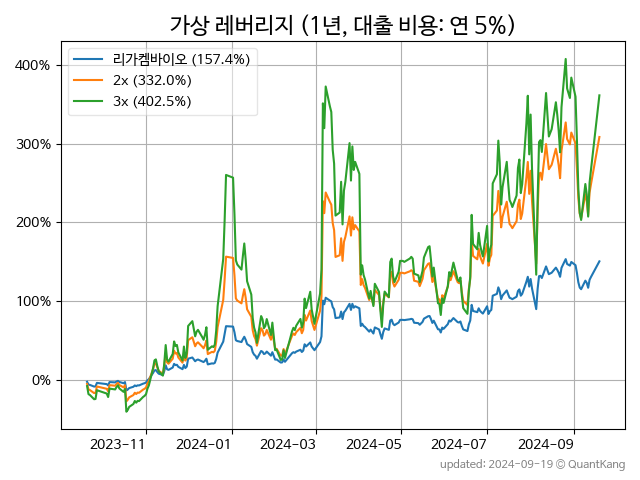 가상 레버리지 (1년, 대출 비용: 연 5%)
리가켐바이오 (157.4%)
2x (332.0%)
3x (402.5%)
400%
300%
200%
100%
0%
2023-11
2024-01
2024-03
2024-05
2024-07
2024-09
updated: 2024-09-19 @ QuantKang